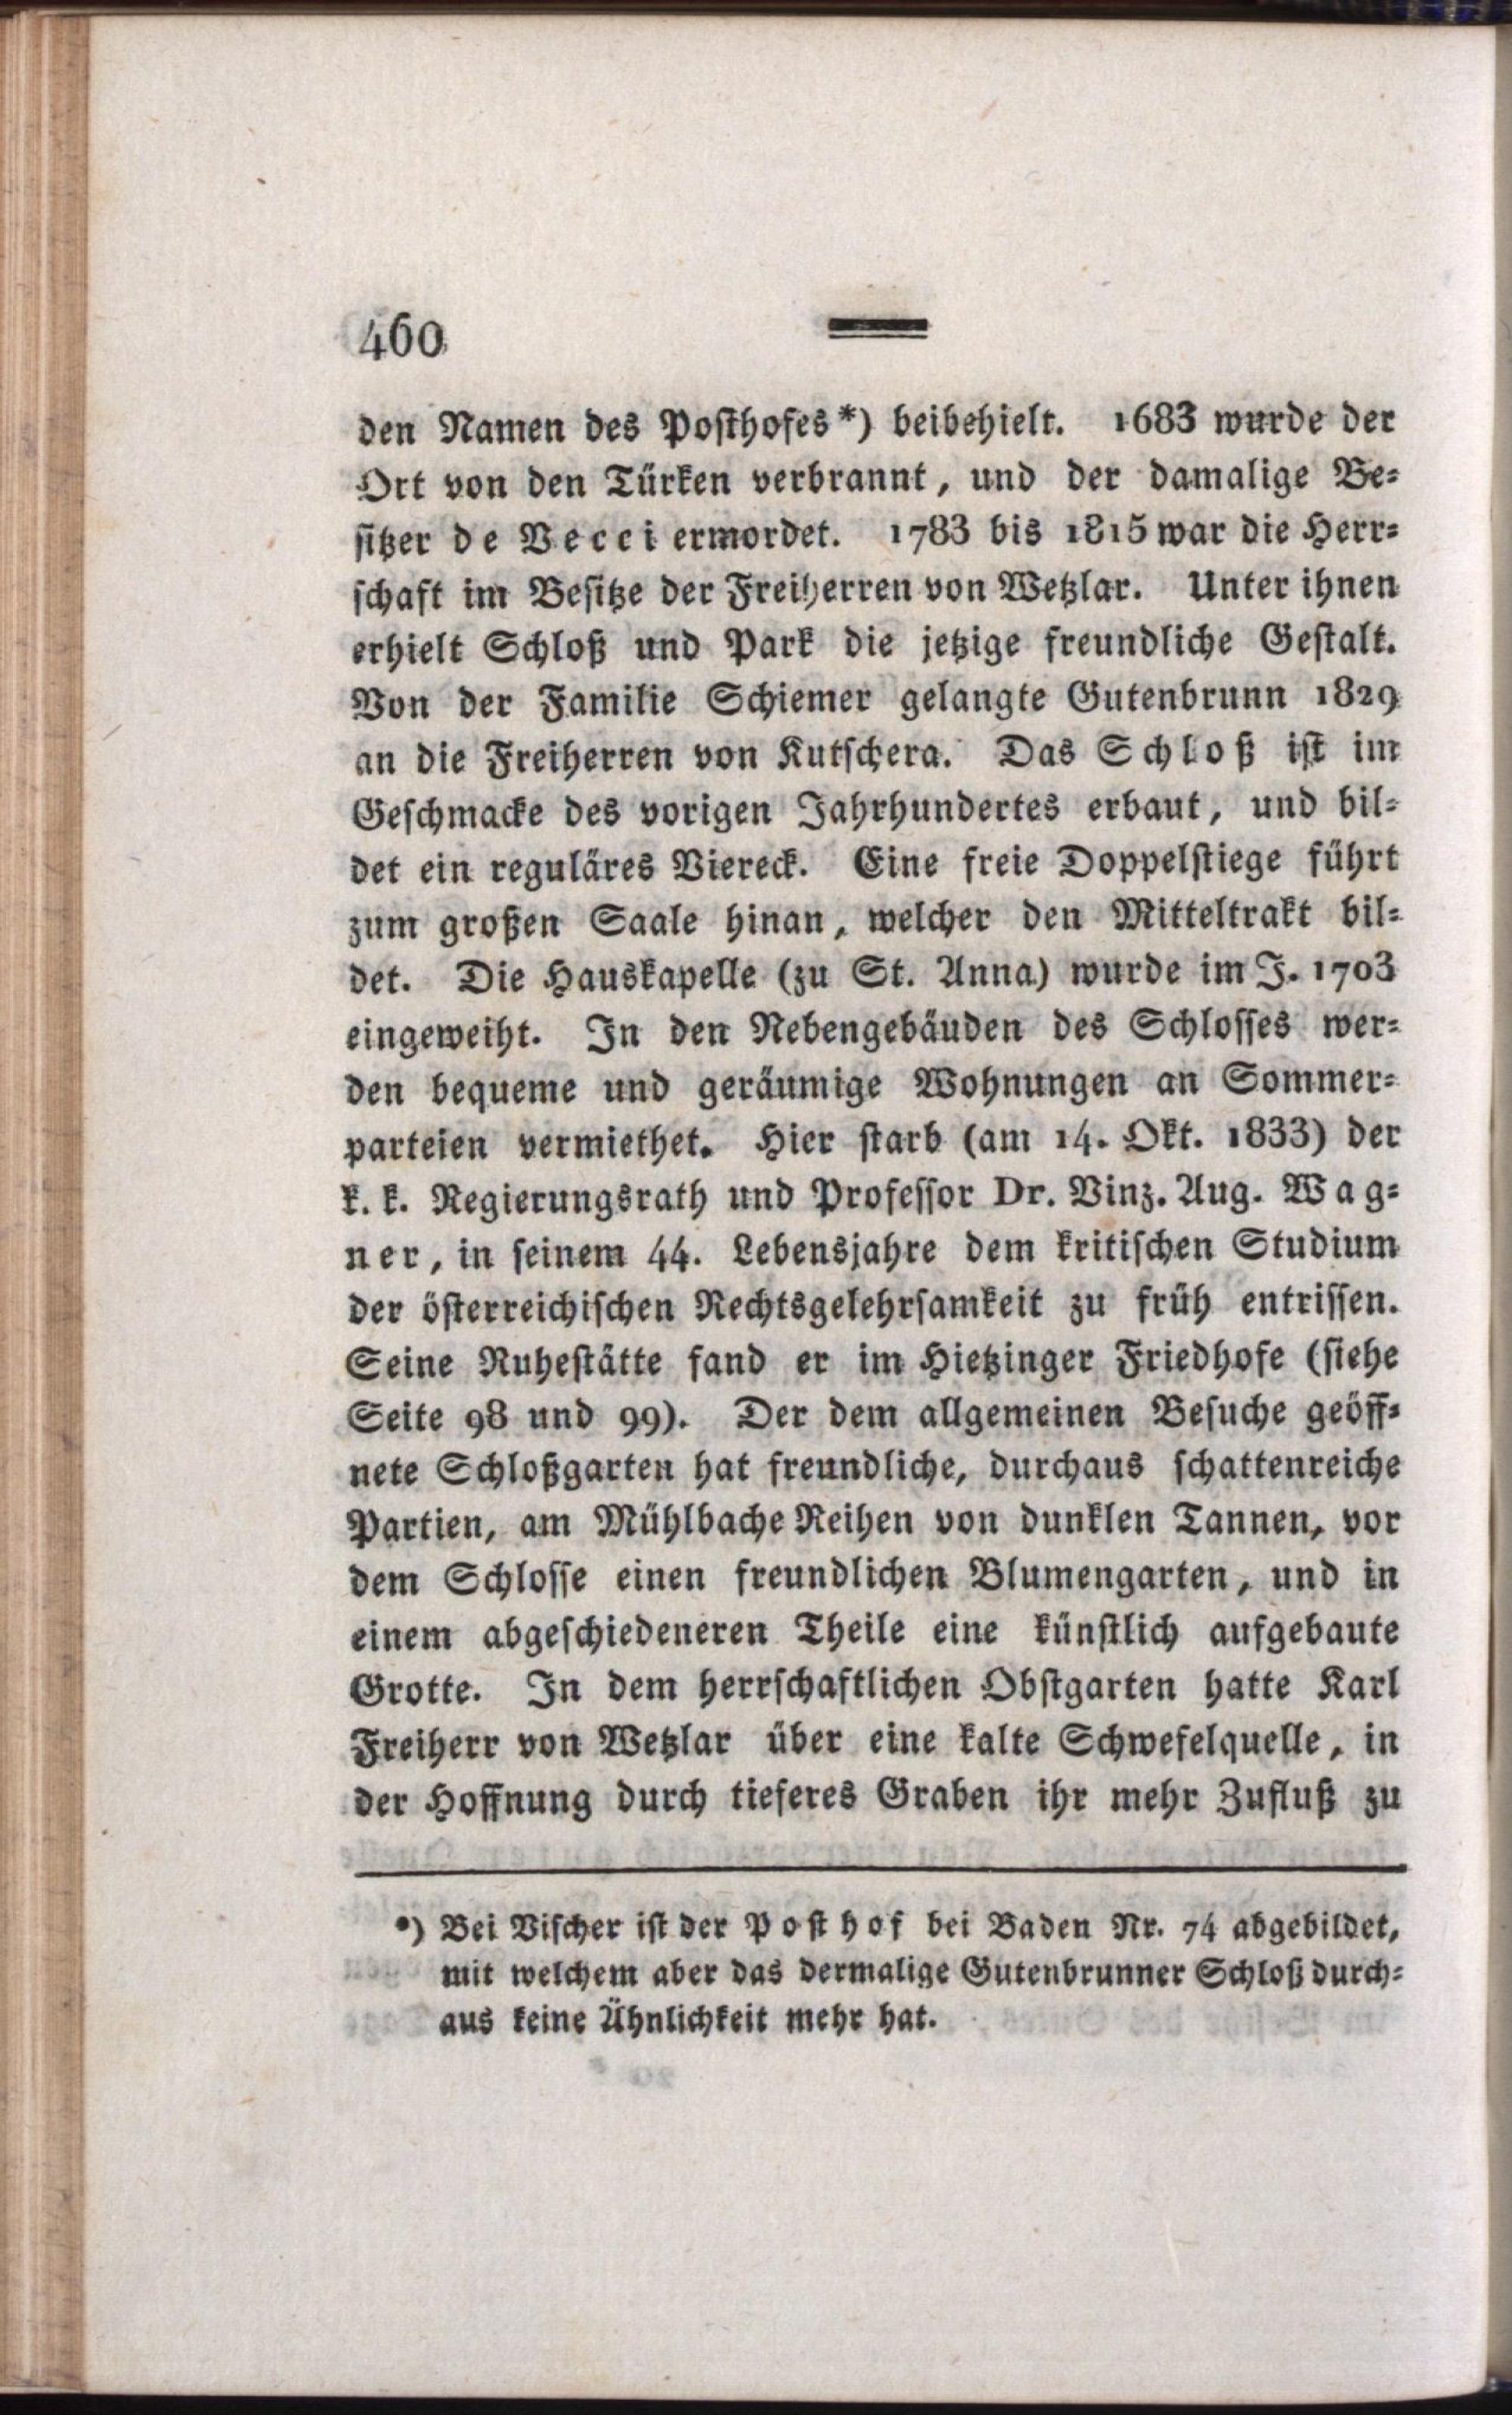 460
den Namen des Posthofes*) beibehielt. 1683 wurde der
Ort von den Türken verbrannt, und der damalige Be-
sitzer de Vecci ermordet. 1783 bis 1815 war die Herr-
schaft im Besitze der Freiherren von Wetzlar. Unter ihnen
erhielt Schloß und Park die jetzige freundliche Gestalt.
Von der Familie Schiemer gelangte Gutenbrunn 1829
an die Freiherren von Kutschera. Das Schloß ist im
Geschmacke des vorigen Jahrhundertes erbaut, und bil-
det ein reguläres Viereck. Eine freie Doppelstiege führt
zum großen Saale hinan, welcher den Mitteltrakt bil-
det. Die Hauskapelle (zu St. Anna) wurde im J. 1703
eingeweiht. In den Nebengebäuden des Schlosses wer-
den bequeme und geräumige Wohnungen an Sommer-
parteien vermiethet. Hier starb (am 14. Okt. 1833) der
k. k. Regierungsrath und Professor Dr. Vinz. Aug. Wag-
ner, in seinem 44. Lebensjahre dem kritischen Studium
der österreichischen Rechtsgelehrsamkeit zu früh entrissen.
Seine Ruhestätte fand er im Hietzinger Friedhofe (siehe
Seite 98 und 99). Der dem allgemeinen Besuche geöff-
nete Schloßgarten hat freundliche, durchaus schattenreiche
Partien, am Mühlbache Reihen von dunklen Tannen, vor
dem Schlosse einen freundlichen Blumengarten, und in
einem abgeschiedeneren Theile eine künstlich aufgebaute
Grotte. In dem herrschaftlichen Obstgarten hatte Karl
Freiherr von Wetzlar über eine kalte Schwefelquelle, in
der Hoffnung durch tieferes Graben ihr mehr Zufluß zu
*) Bei Vischer ist der Posthof bei Baden Nr. 74 abgebildet,
mit welchem aber das dermalige Gutenbrunner Schloß durch-
aus keine Ähnlichkeit mehr hat.